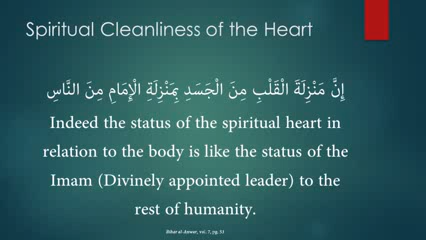 Spiritual Cleanliness of the Heart
إِنَّ مَنْزِلَةَ الْقَلْبِ مِنَ الْجَسَدِ بِمَنْزِلَةِ الْإِمَامِ مِنَ النَّاسِ
Indeed the status of the spiritual heart in
relation to the body is like the status of the
Imam (Divinely appointed leader) to the
rest of humanity.
Bihar al-Anwar, vol. 7, pg. 53